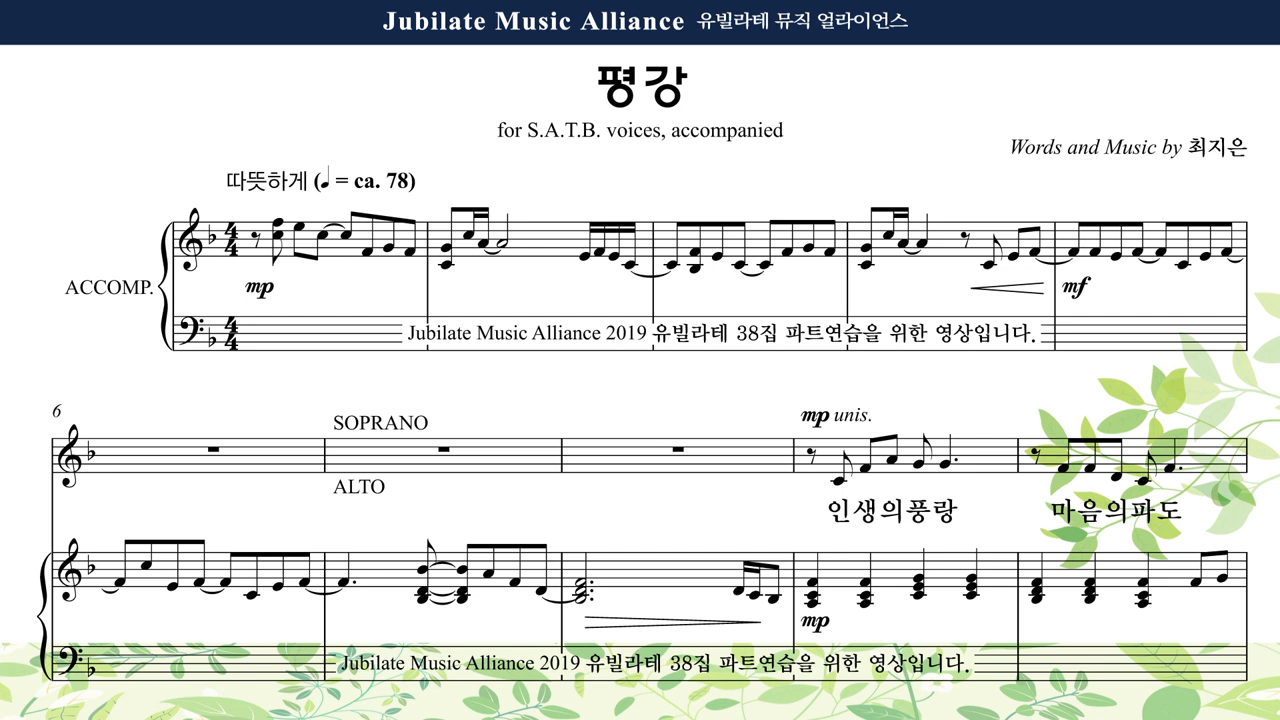 Jubilate Music Alliance 유빌라테 뮤직 얼라이언스
평강
for S.A.T.B. voices, accompanied
Words and Music by 최지은
따뜻하게 (♩ = ca. 78)
ACCOMP.
mp
mf
Jubilate Music Alliance 2019 유빌라테 38집 파트연습을 위한 영상입니다.
6
SOPRANO
mp unis.
ALTO
인생의풍랑 마음의파도
mp
Jubilate Music Alliance 2019 유빌라테 38집 파트연습을 위한 영상입니다.